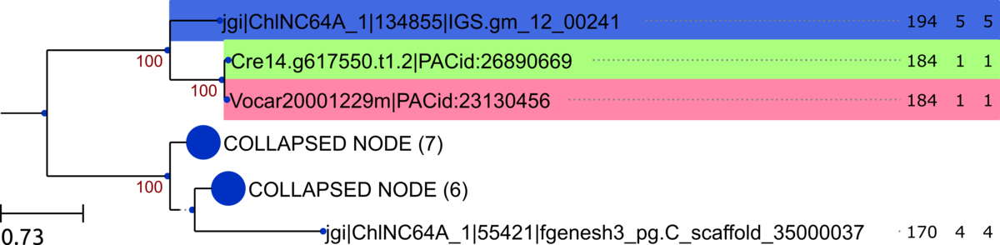 jgi|ChlNC64A_1|134855|IGS.gm_12_00241 194 5 5
100
Cre14.g617550.t1.2|PACid:26890669 184 1 1
100
Vocar20001229m|PACid:23130456 184 1 1
COLLAPSED NODE (7)
100
COLLAPSED NODE (6)
jgi|ChlNC64A_1|55421|fgenesh3_pg.C_scaffold_35000037 170 4 4
0.73